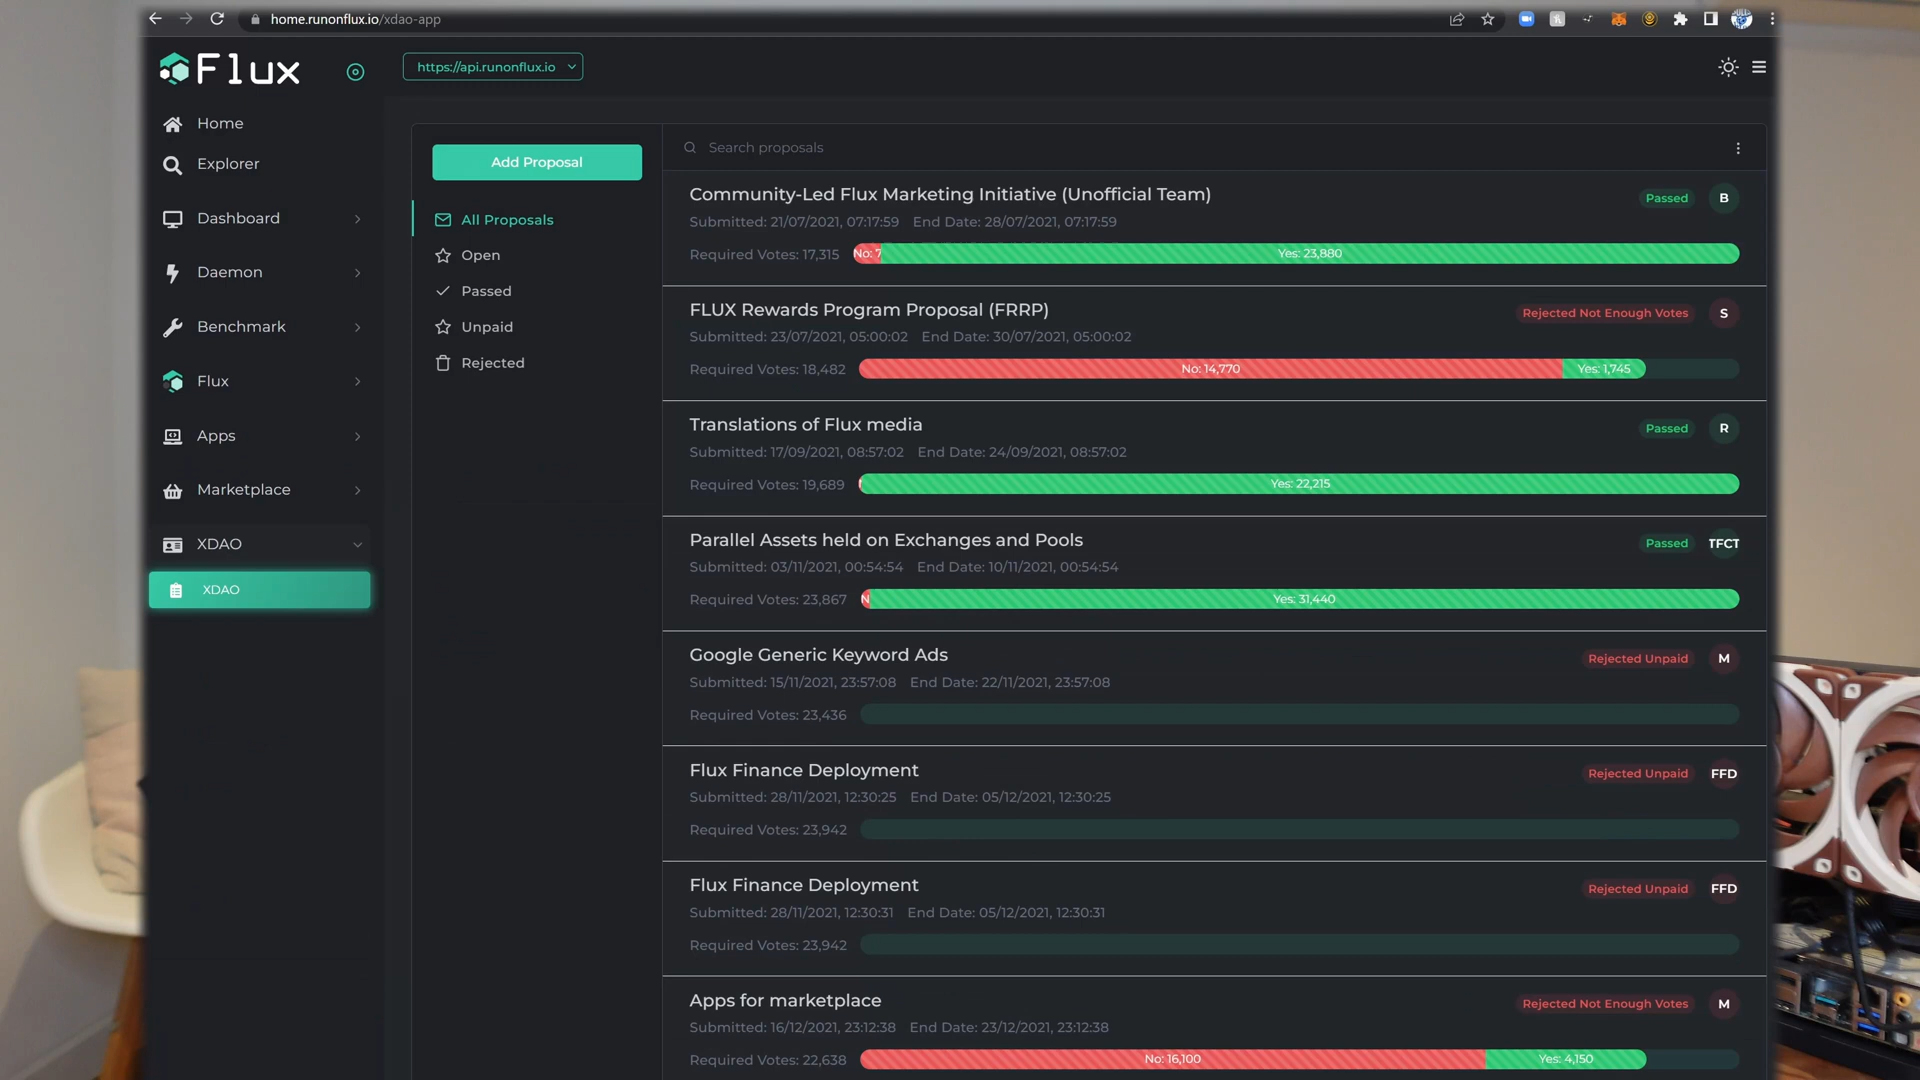 home.runonflux.io/xdao-app
Flux
https://api.runonflux.io
Home
Explorer
Dashboard
Daemon
Benchmark
Flux
Apps
Marketplace
XDAO
XDAO
Add Proposal
All Proposals
Open
Passed
Unpaid
Rejected
Search proposals
Community-Led Flux Marketing Initiative (Unofficial Team)
Passed B
Submitted: 21/07/2021, 07:17:59 End Date: 28/07/2021, 07:17:59
Required Votes: 17,315 No: 7 Yes: 23,880
FLUX Rewards Program Proposal (FRRP)
Rejected Not Enough Votes S
Submitted: 23/07/2021, 05:00:02 End Date: 30/07/2021, 05:00:02
Required Votes: 18,482 No: 14,770 Yes: 1,745
Translations of Flux media
Passed R
Submitted: 17/09/2021, 08:57:02 End Date: 24/09/2021, 08:57:02
Required Votes: 19,689 Yes: 22,215
Parallel Assets held on Exchanges and Pools
Passed TFCT
Submitted: 03/11/2021, 00:54:54 End Date: 10/11/2021, 00:54:54
Required Votes: 23,867 N Yes: 31,440
Google Generic Keyword Ads
Rejected Unpaid M
Submitted: 15/11/2021, 23:57:08 End Date: 22/11/2021, 23:57:08
Required Votes: 23,436
Flux Finance Deployment
Rejected Unpaid FFD
Submitted: 28/11/2021, 12:30:25 End Date: 05/12/2021, 12:30:25
Required Votes: 23,942
Flux Finance Deployment
Rejected Unpaid FFD
Submitted: 28/11/2021, 12:30:31 End Date: 05/12/2021, 12:30:31
Required Votes: 23,942
Apps for marketplace
Rejected Not Enough Votes M
Submitted: 16/12/2021, 23:12:38 End Date: 23/12/2021, 23:12:38
Required Votes: 22,638 No: 16,100 Yes: 4,150